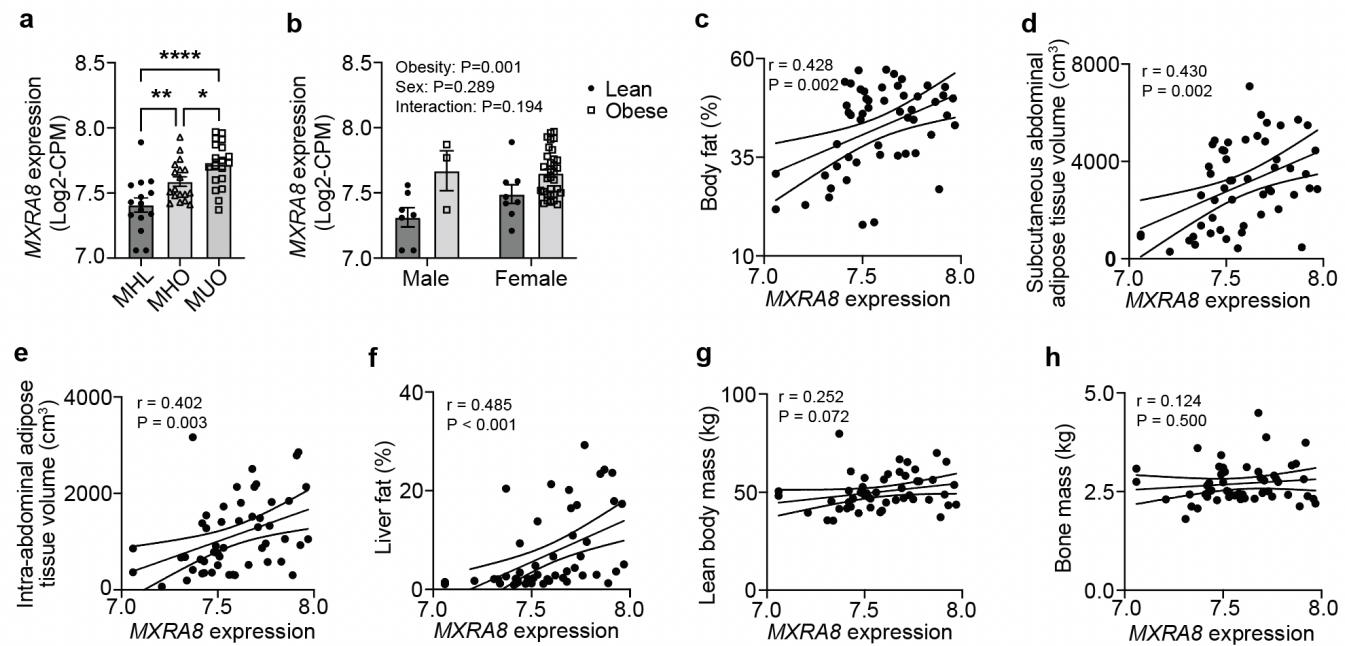 a
MXRA8 expression
(Log2-CPM)
8.5
8.0
7.5
7.0
****
**
*
MHL
MHO
MUO
b
MXRA8 expression
(Log2-CPM)
8.5
8.0
7.5
7.0
Obesity: P=0.001
Sex: P=0.289
Interaction: P=0.194
Lean
Obese
Male
Female
c
Body fat (%)
60
35
10
r = 0.428
P = 0.002
7.0
7.5
8.0
MXRA8 expression
d
Subcutaneous abdominal
adipose tissue volume (cm³)
8000
4000
0
r = 0.430
P = 0.002
7.0
7.5
8.0
MXRA8 expression
e
Intra-abdominal adipose
tissue volume (cm³)
4000
2000
0
r = 0.402
P = 0.003
7.0
7.5
8.0
MXRA8 expression
f
Liver fat (%)
40
20
0
r = 0.485
P < 0.001
7.0
7.5
8.0
MXRA8 expression
g
Lean body mass (kg)
100
50
0
r = 0.252
P = 0.072
7.0
7.5
8.0
MXRA8 expression
h
Bone mass (kg)
5.0
2.5
0.0
r = 0.124
P = 0.500
7.0
7.5
8.0
MXRA8 expression